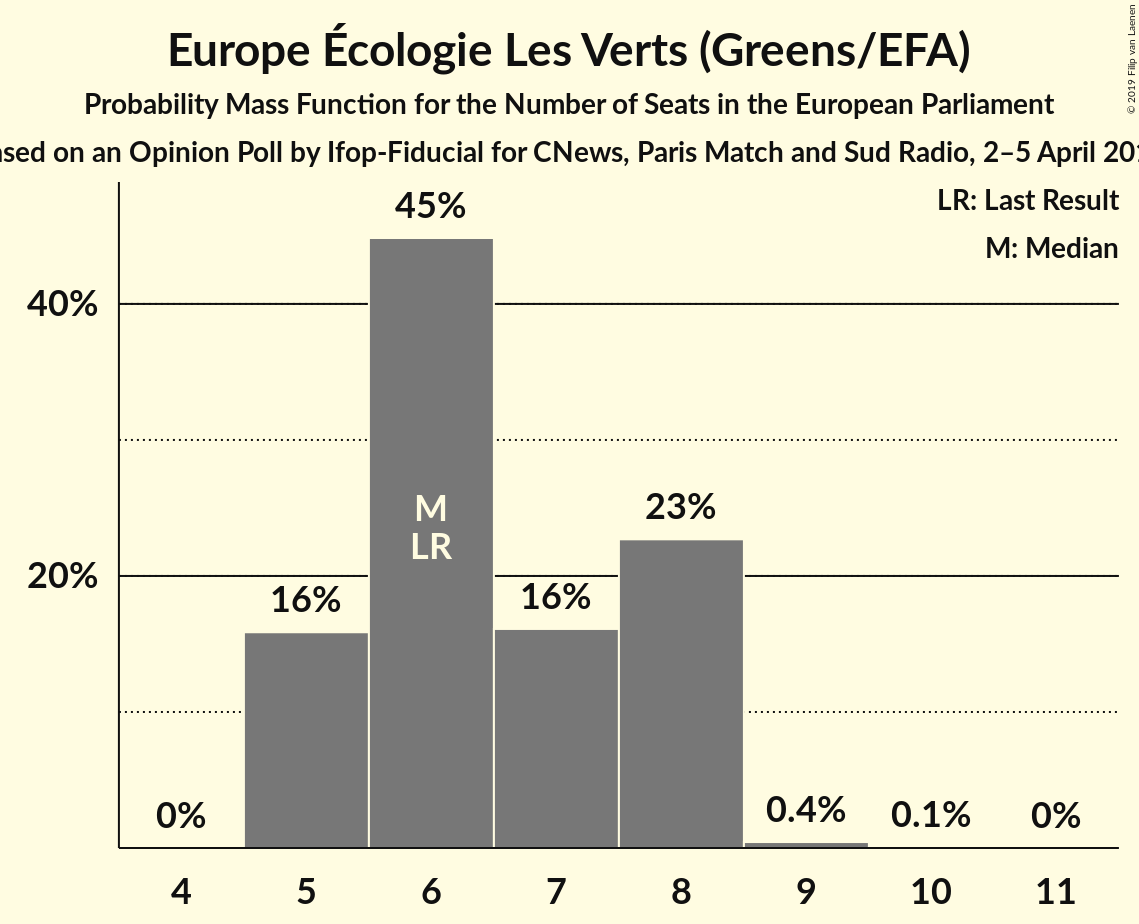 Europe Écologie Les Verts (Greens/EFA)
Probability Mass Function for the Number of Seats in the European Parliament
on an Opinion Poll by Ifop-Fiducial for CNews, Paris Match and Sud Radio, 2–5 April
© 2019 Filip van Laenen
LR: Last Result
M: Median
45%
40%
M
LR
23%
20%
16%
16%
0%
0.4%
0.1%
0%
4
5
6
7
8
9
10
11